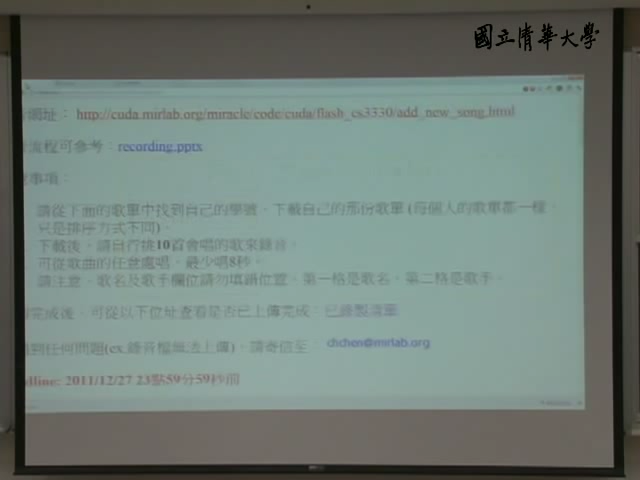 國立清華大學
網址： http://cuda.mirlab.org/miracle/code/cuda/flash_cs3330/add_new_song.html
流程可參考：recording.pptx
事項：
請從下面的歌單中找到自己的學號，下載自己的那份歌單 (每個人的歌單都一樣，
只是排序方式不同)。
下載後，請自行挑10首會唱的歌來錄音。
可從歌曲的任意處唱，最少唱8秒。
請注意，歌名及歌手欄位請勿填錯位置，第一格是歌名，第二格是歌手。
完成後，可從以下位址查看是否已上傳完成：已錄製清單
到任何問題(ex.錄音檔無法上傳)，請寄信至： chchen@mirlab.org
dline: 2011/12/27 23點59分59秒前